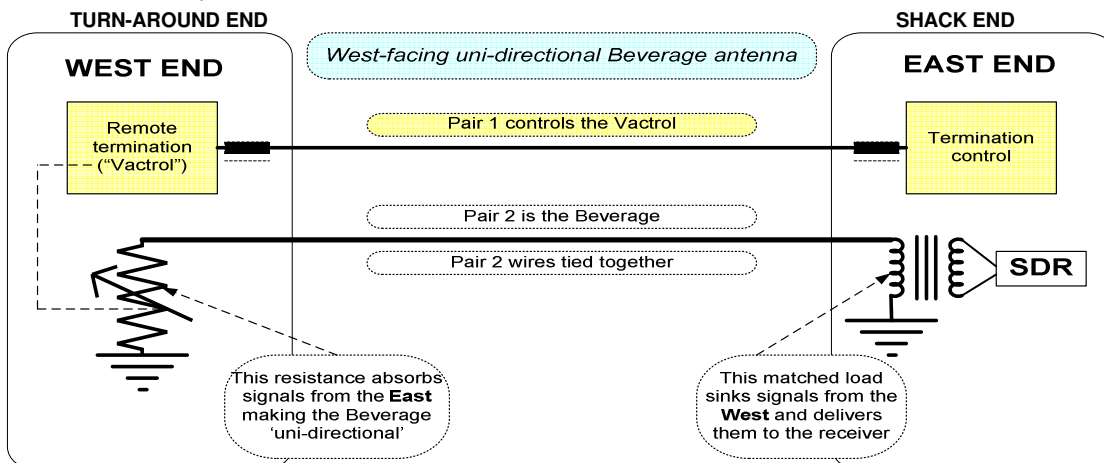 TURN-AROUND END
SHACK END
WEST END
West-facing uni-directional Beverage antenna
EAST END
Remote
termination
("Vactrol")
Pair 1 controls the Vactrol
Termination
control
Pair 2 is the Beverage
Pair 2 wires tied together
SDR
This resistance absorbs
signals from the East
making the Beverage
'uni-directional'
This matched load
sinks signals from the
West and delivers
them to the receiver